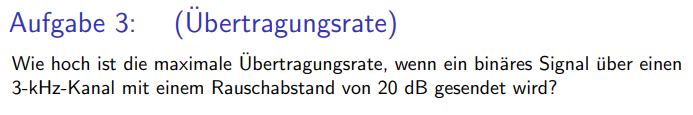 Aufgabe 3: (Übertragungsrate)
Wie hoch ist die maximale Übertragungsrate, wenn ein binäres Signal über einen
3-kHz-Kanal mit einem Rauschabstand von 20 dB gesendet wird?